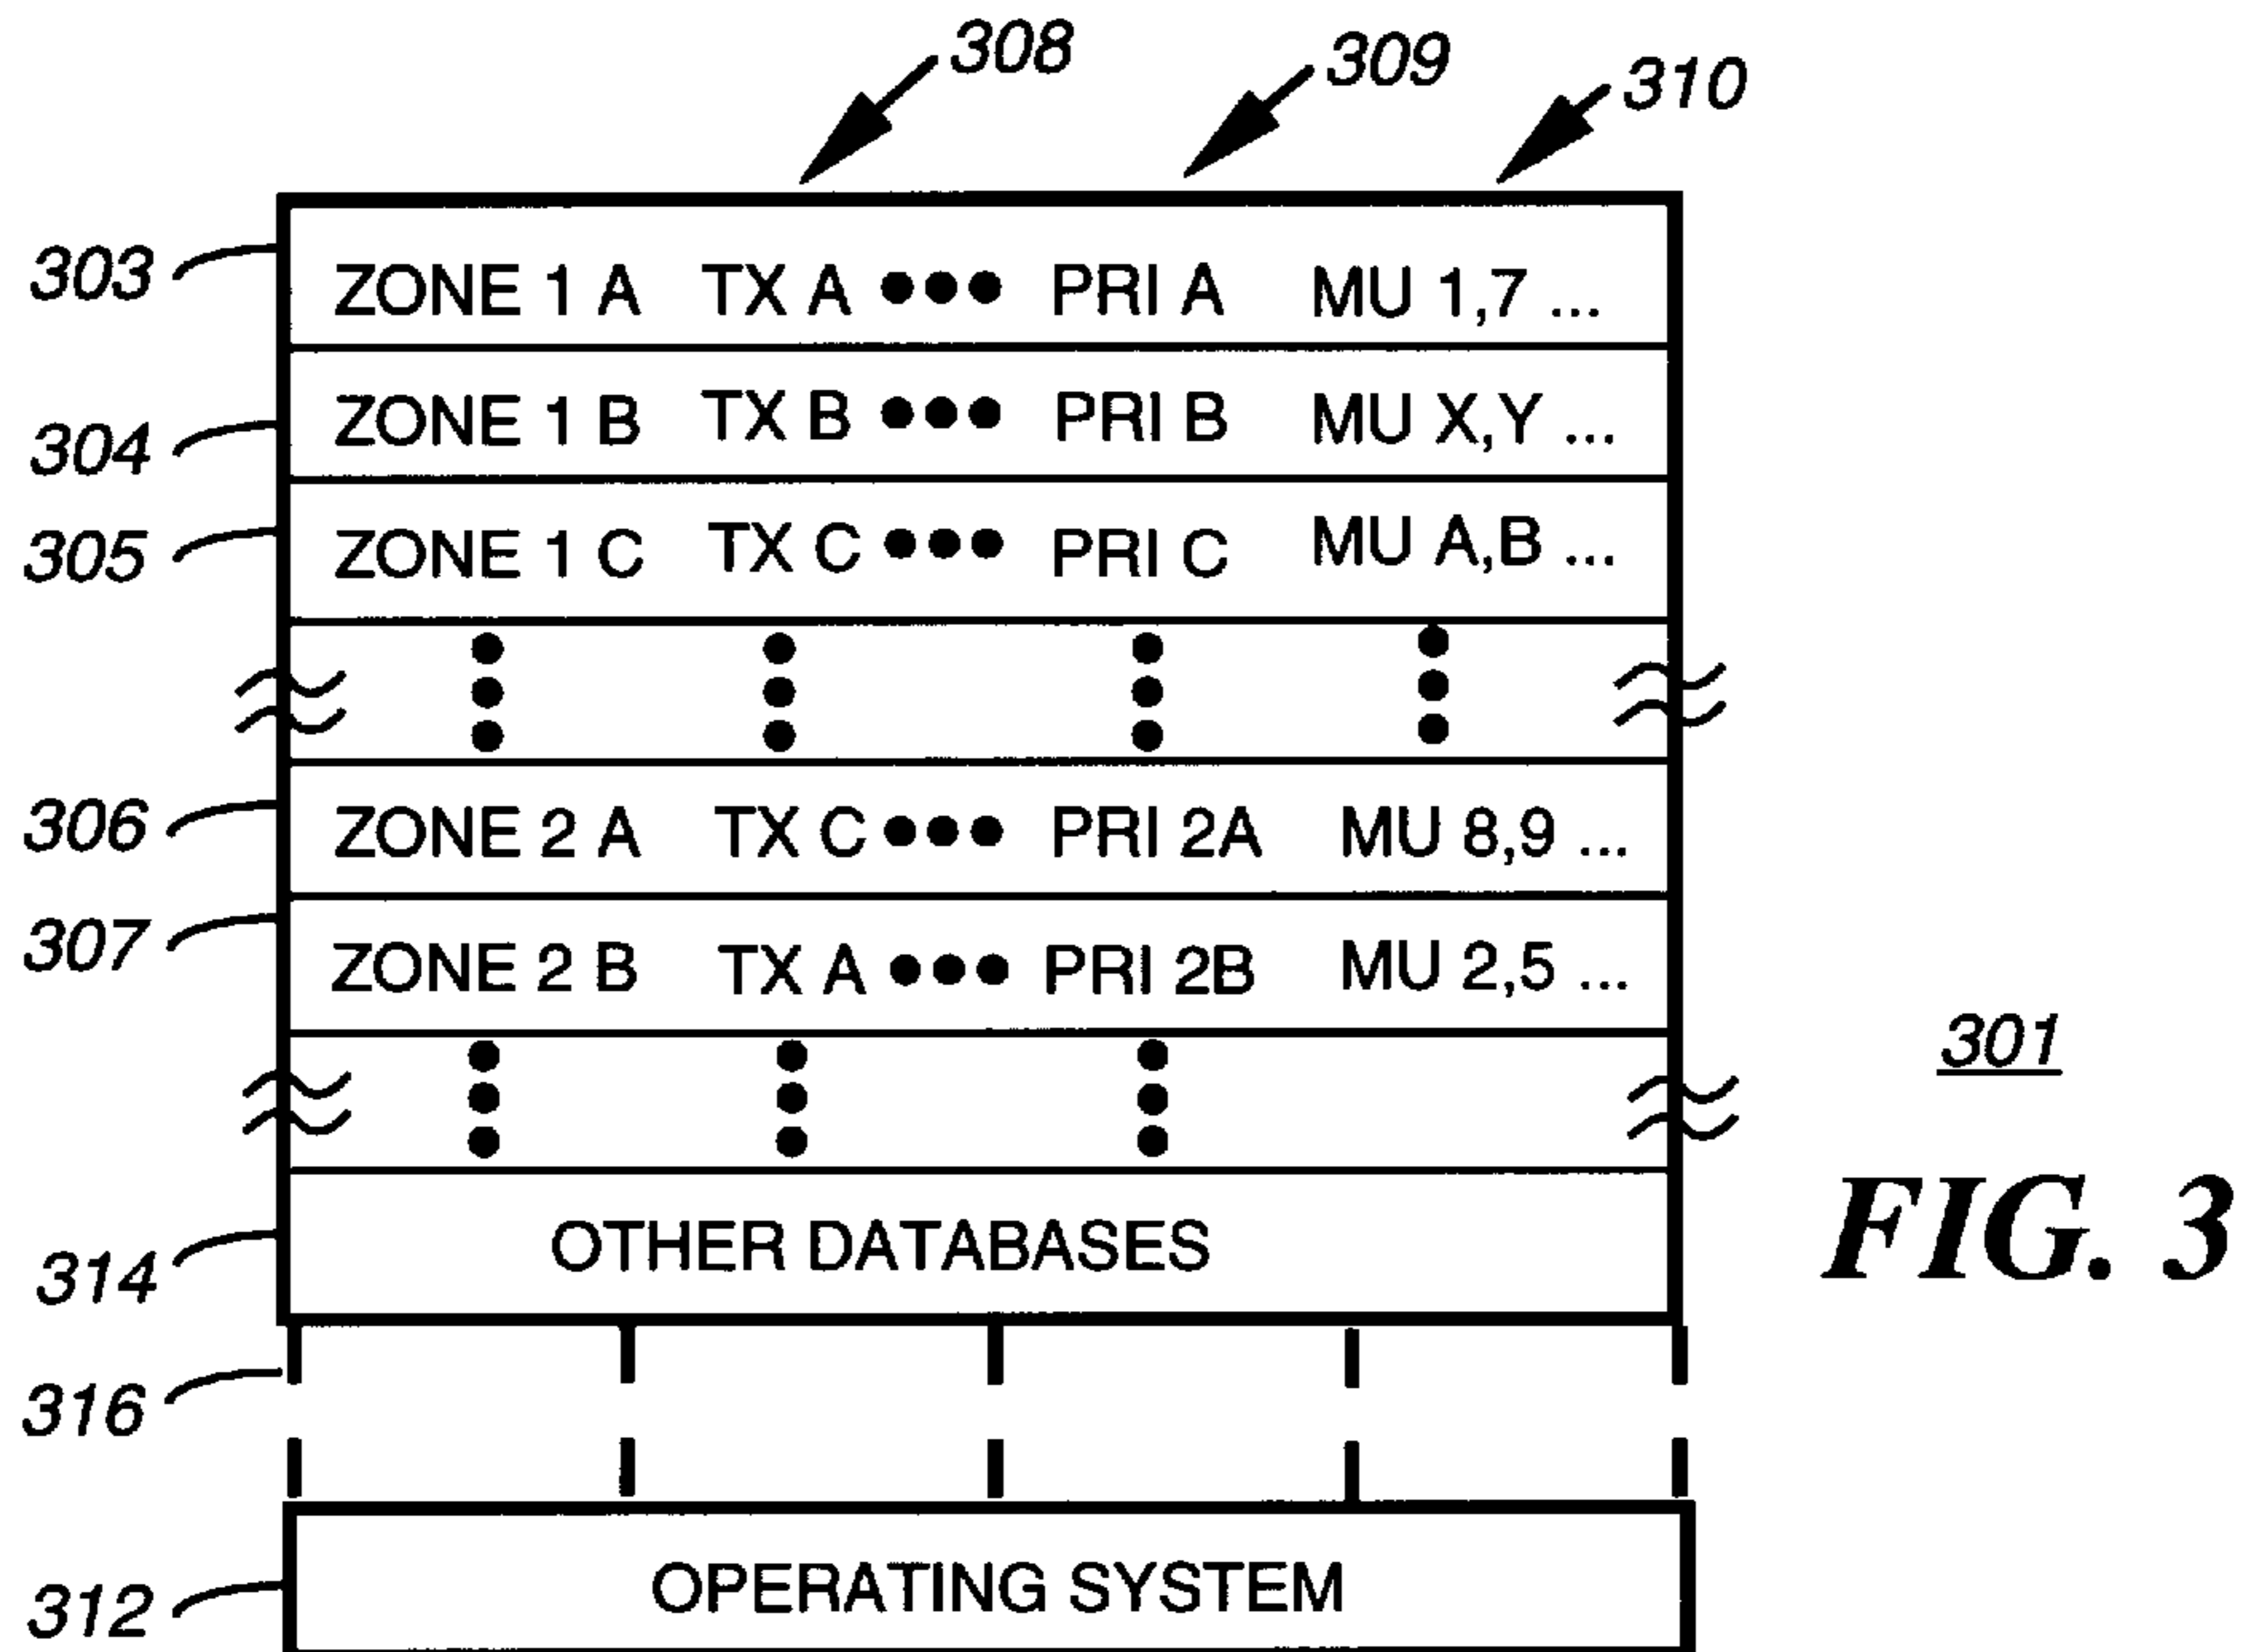 308 309 310
303 ZONE 1 A TX A ●●● PRI A MU 1,7 ...
304 ZONE 1 B TX B ●●● PRI B MU X,Y ...
305 ZONE 1 C TX C ●●● PRI C MU A,B ...
306 ZONE 2 A TX C ●●● PRI 2A MU 8,9 ...
307 ZONE 2 B TX A ●●● PRI 2B MU 2,5 ...
301
314 OTHER DATABASES
FIG. 3
316
312 OPERATING SYSTEM